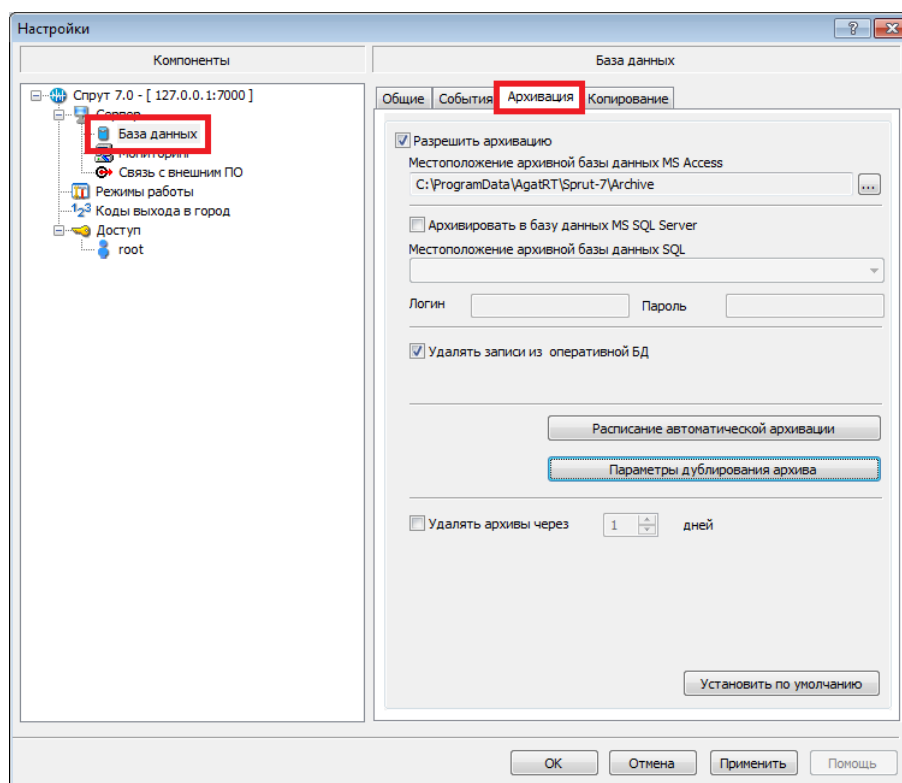 Настройки
Компоненты
База данных
Спрут 7.0 - [ 127.0.0.1:7000 ]
Сервер
База данных
Мониторинг
Связь с внешним ПО
Режимы работы
Коды выхода в город
Доступ
root
Общие События Архивация Копирование
Разрешить архивацию
Местоположение архивной базы данных MS Access
C:\ProgramData\AgatRT\Sprut-7\Archive
...
Архивировать в базу данных MS SQL Server
Местоположение архивной базы данных SQL
Логин Пароль
Удалять записи из оперативной БД
Расписание автоматической архивации
Параметры дублирования архива
Удалять архивы через 1 дней
Установить по умолчанию
OK Отмена Применить Помощь